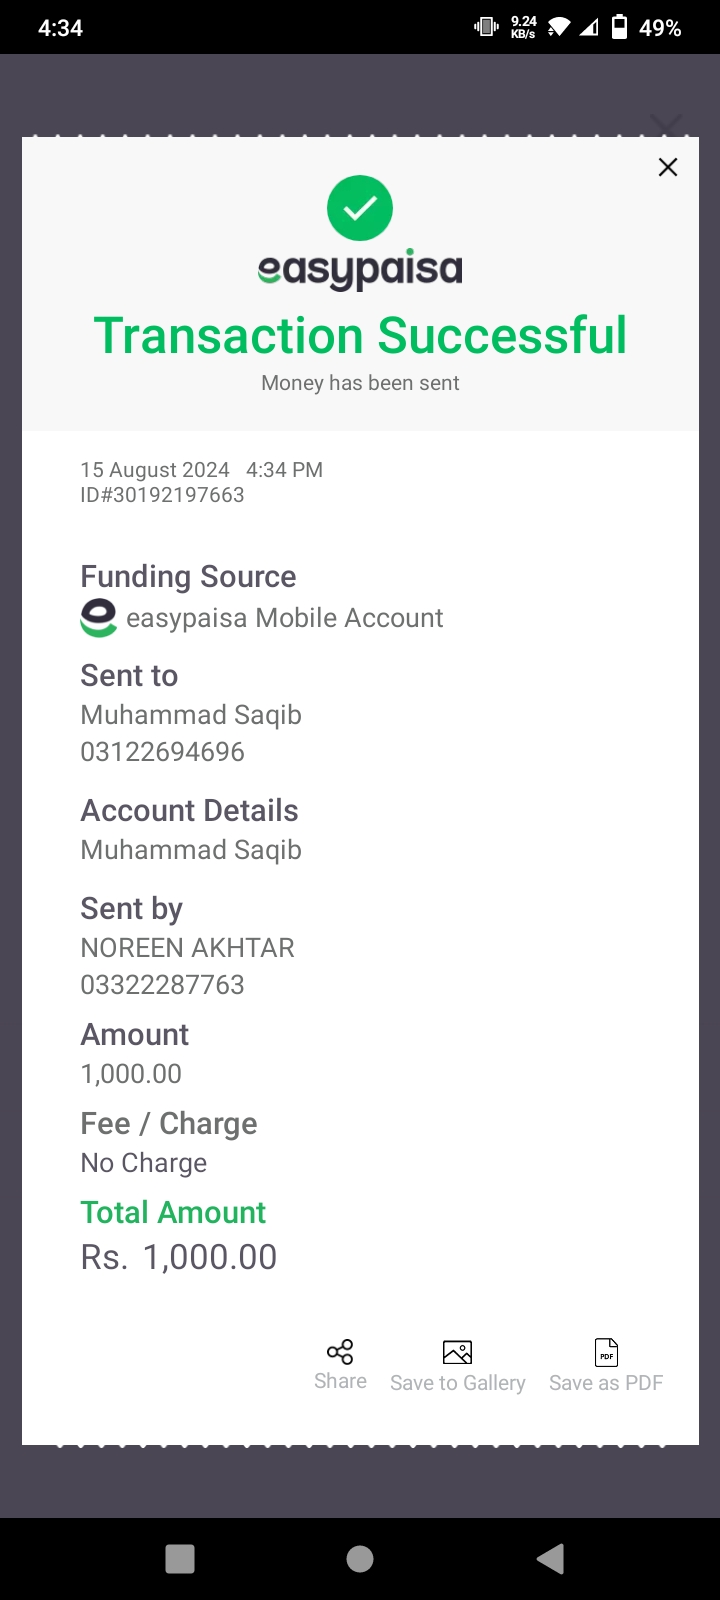 4:34
9.24
KB/s
49%
easypaisa
Transaction Successful
Money has been sent
15 August 2024 4:34 PM
ID#30192197663
Funding Source
easypaisa Mobile Account
Sent to
Muhammad Saqib
03122694696
Account Details
Muhammad Saqib
Sent by
NOREEN AKHTAR
03322287763
Amount
1,000.00
Fee / Charge
No Charge
Total Amount
Rs. 1,000.00
PDF
Share
Save to Gallery
Save as PDF